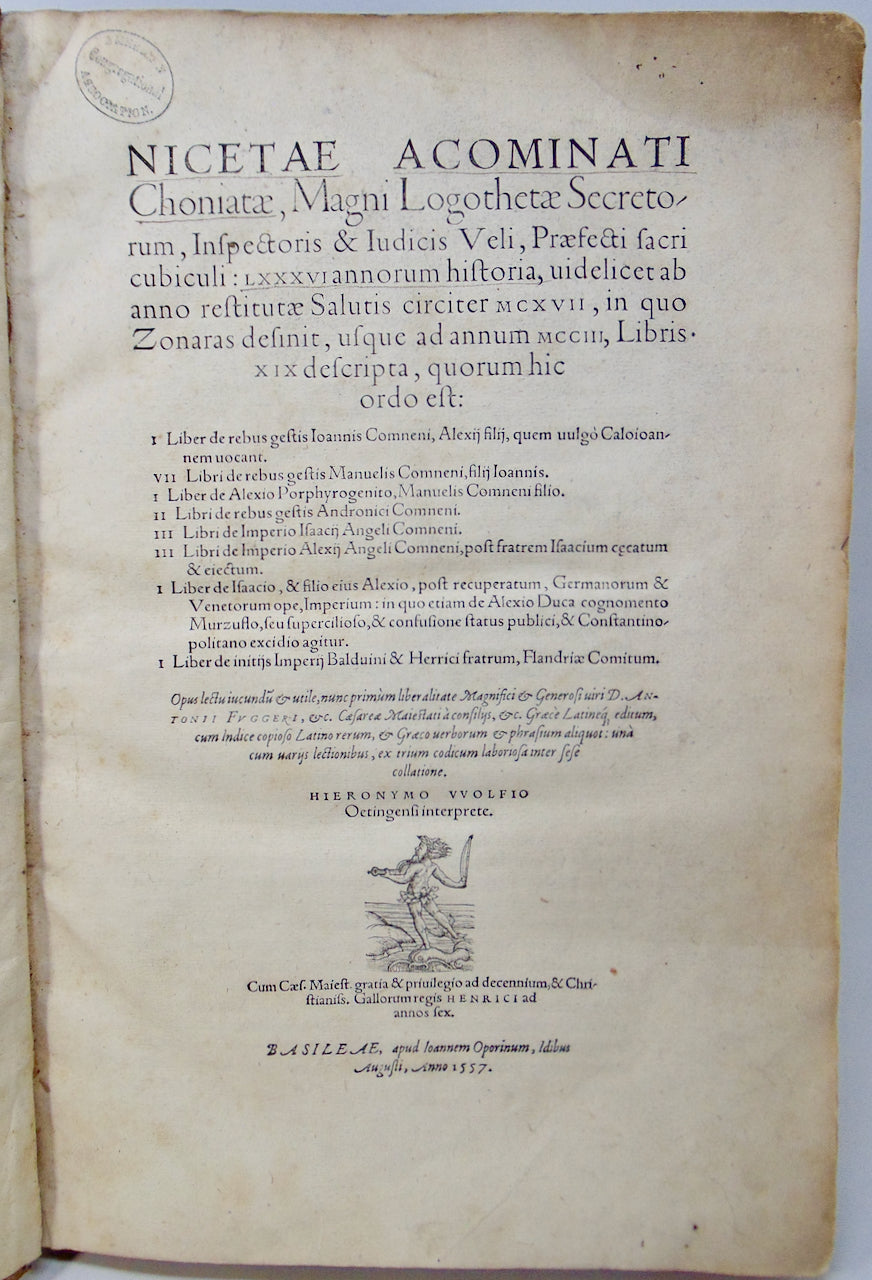 AMERICAN
Congregational
ASSOCIATION.
NICETAE ACOMINATI
Choniatæ, Magni Logothetæ Secreto-
rum, Inſpectoris & Iudicis Veli, Præfecti ſacri
cubiculi: LXXXVI annorum hiſtoria, uidelicet ab
anno reſtitutæ Salutis circiter MCXVII, in quo
Zonaras deſinit, uſque ad annum MCCIII, Libris
XIX deſcripta, quorum hic
ordo eſt:
I Liber de rebus geſtis Ioannis Comneni, Alexij filij, quem uulgò Caloioan-
nem uocant.
VII Libri de rebus geſtis Manuelis Comneni, filij Ioannis.
I Liber de Alexio Porphyrogenito, Manuelis Comneni filio.
II Libri de rebus geſtis Andronici Comneni.
III Libri de Imperio Iſaacij Angeli Comneni.
III Libri de Imperio Alexij Angeli Comneni, poſt fratrem Iſaacium cęcatum
& eiectum.
I Liber de Iſaacio, & filio eius Alexio, poſt recuperatum, Germanorum &
Venetorum ope, Imperium: in quo etiam de Alexio Duca cognomento
Murzuflo, ſeu ſupercilioſo, & confuſione ſtatus publici, & Conſtantino-
politano excidio agitur.
I Liber de initijs Imperij Balduini & Herrici fratrum, Flandriæ Comitum.
Opus lectu iucundũ & utile, nunc primùm liberalitate Magnifici & Generoſi uiri D. AN-
TONII FVGGERI, &c. Cæſareæ Maieſtati à conſilijs, &c. Græcè Latineq́; editum,
cum Indice copioſo Latino rerum, & Græco uerborum & phraſium aliquot: unà
cum uarijs lectionibus, ex trium codicum laborioſa inter ſeſe
collatione.
HIERONYMO VVOLFIO
Oetingenſi interprete.
Cum Cæſ. Maieſt. gratia & priuilegio ad decennium, & Chri-
ſtianiſs. Gallorum regis HENRICI ad
annos ſex.
BASILEAE, apud Ioannem Oporinum, Idibus
Auguſti, Anno 1557.